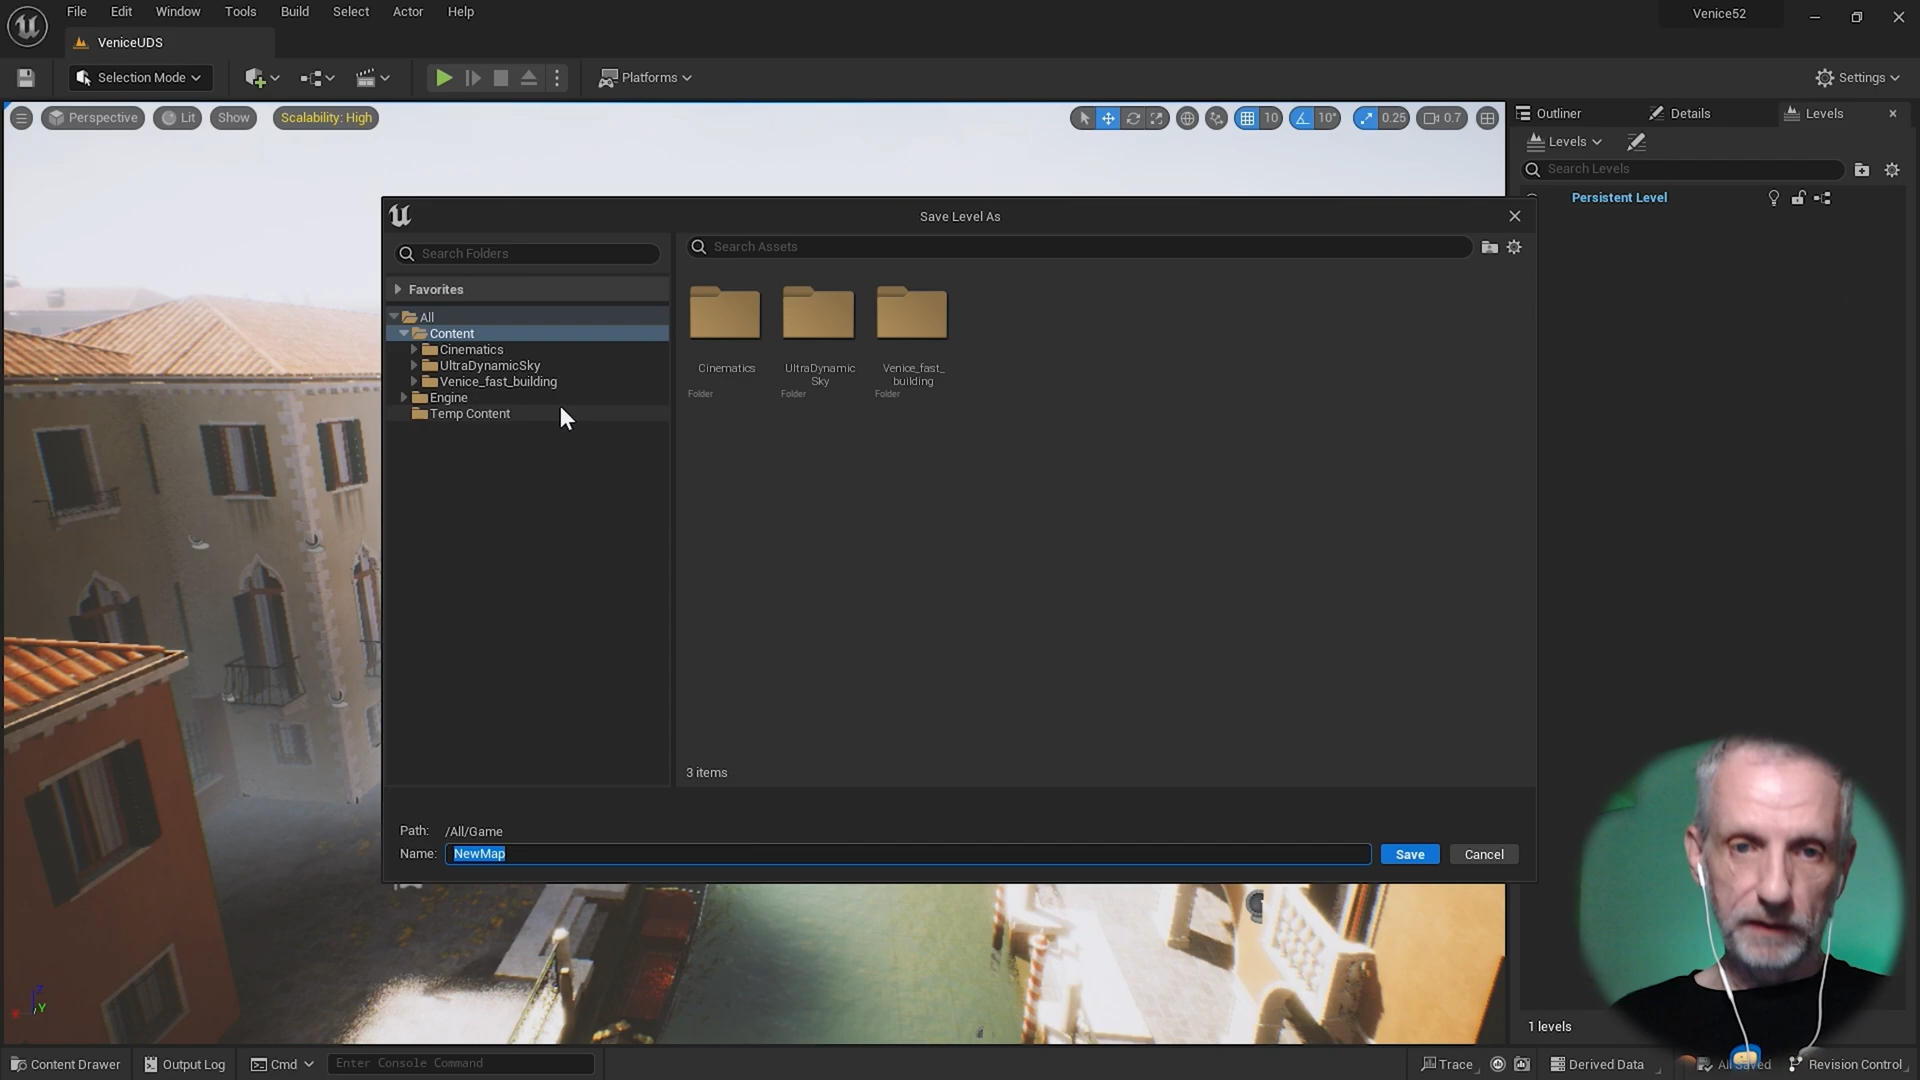 File Edit Window Tools Build Select Actor Help
Venice52
VeniceUDS
Selection Mode
Platforms
Settings
Perspective Lit Show Scalability: High
10 10° 0.25 0.7
Outliner Details Levels
Levels
Search Levels
Persistent Level
Save Level As
Search Folders
Search Assets
Favorites
All
Content
Cinematics
UltraDynamicSky
Venice_fast_building
Engine
Temp Content
Cinematics
Folder
UltraDynamic
Sky
Folder
Venice_fast_
building
Folder
3 items
Path: /All/Game
Name: NewMap
Save Cancel
1 levels
Content Drawer Output Log Cmd Enter Console Command
Trace Derived Data All Saved Revision Control